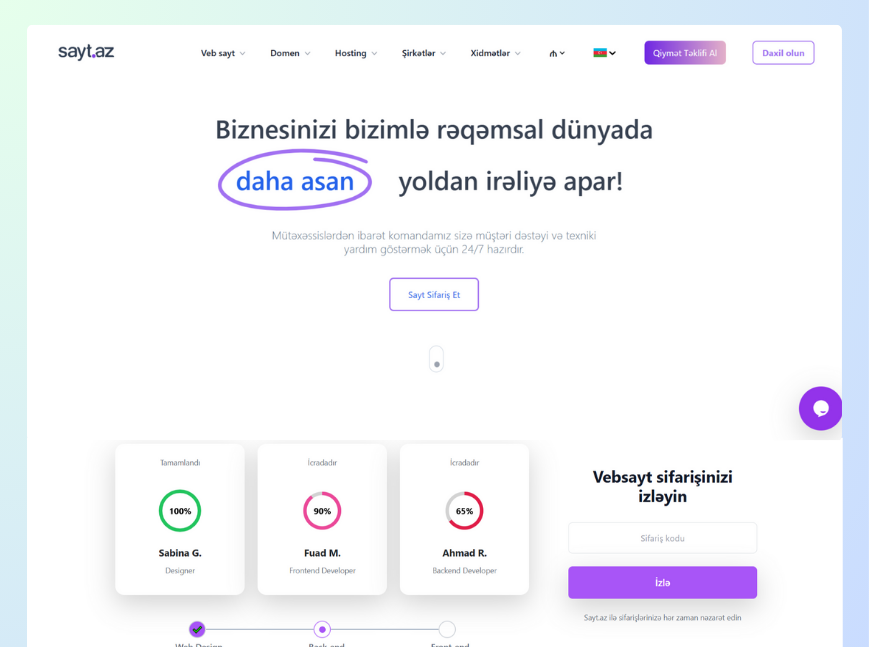 sayt.az
Veb sayt
Domen
Hosting
Şirkətlər
Xidmətlər
₼
Qiymət Təklifi Al
Daxil olun
Biznesinizi bizimlə rəqəmsal dünyada
daha asan yoldan irəliyə apar!
Mütəxəssislərdən ibarət komandamız sizə müştəri dəstəyi və texniki
yardım göstərmək üçün 24/7 hazırdır.
Sayt Sifariş Et
Tamamlandı
100%
Sabina G.
Designer
İcradadır
90%
Fuad M.
Frontend Developer
İcradadır
65%
Ahmad R.
Backend Developer
Vebsayt sifarişinizi
izləyin
Sifariş kodu
İzlə
Sayt.az ilə sifarişlərinizə hər zaman nəzarət edin
Web Design
Back-end
Front-end